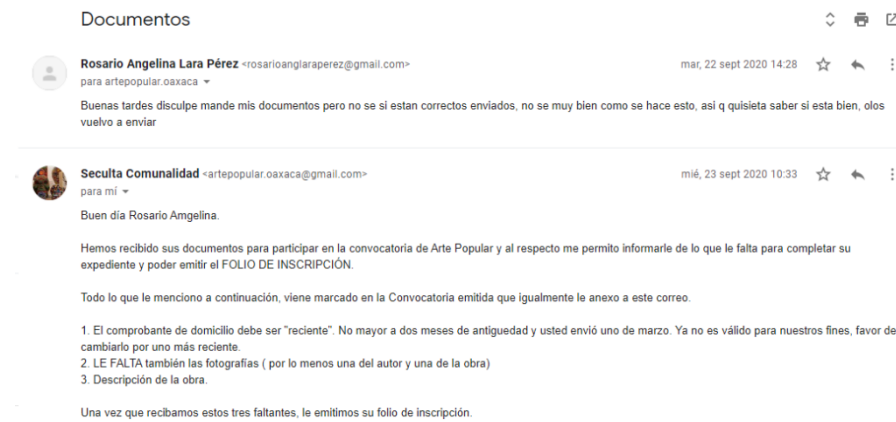 Documentos
Rosario Angelina Lara Pérez <rosarioanglaraperez@gmail.com>
mar, 22 sept 2020 14:28
para artepopular.oaxaca
Buenas tardes disculpe mande mis documentos pero no se si estan correctos enviados, no se muy bien como se hace esto, asi q quisieta saber si esta bien, olos
vuelvo a enviar
Seculta Comunalidad <artepopular.oaxaca@gmail.com>
mié, 23 sept 2020 10:33
para mí
Buen día Rosario Amgelina.
Hemos recibido sus documentos para participar en la convocatoria de Arte Popular y al respecto me permito informarle de lo que le falta para completar su
expediente y poder emitir el FOLIO DE INSCRIPCIÓN.
Todo lo que le menciono a continuación, viene marcado en la Convocatoria emitida que igualmente le anexo a este correo.
1. El comprobante de domicilio debe ser "reciente". No mayor a dos meses de antiguedad y usted envió uno de marzo. Ya no es válido para nuestros fines, favor de
cambiarlo por uno más reciente.
2. LE FALTA también las fotografías ( por lo menos una del autor y una de la obra)
3. Descripción de la obra.
Una vez que recibamos estos tres faltantes, le emitimos su folio de inscripción.